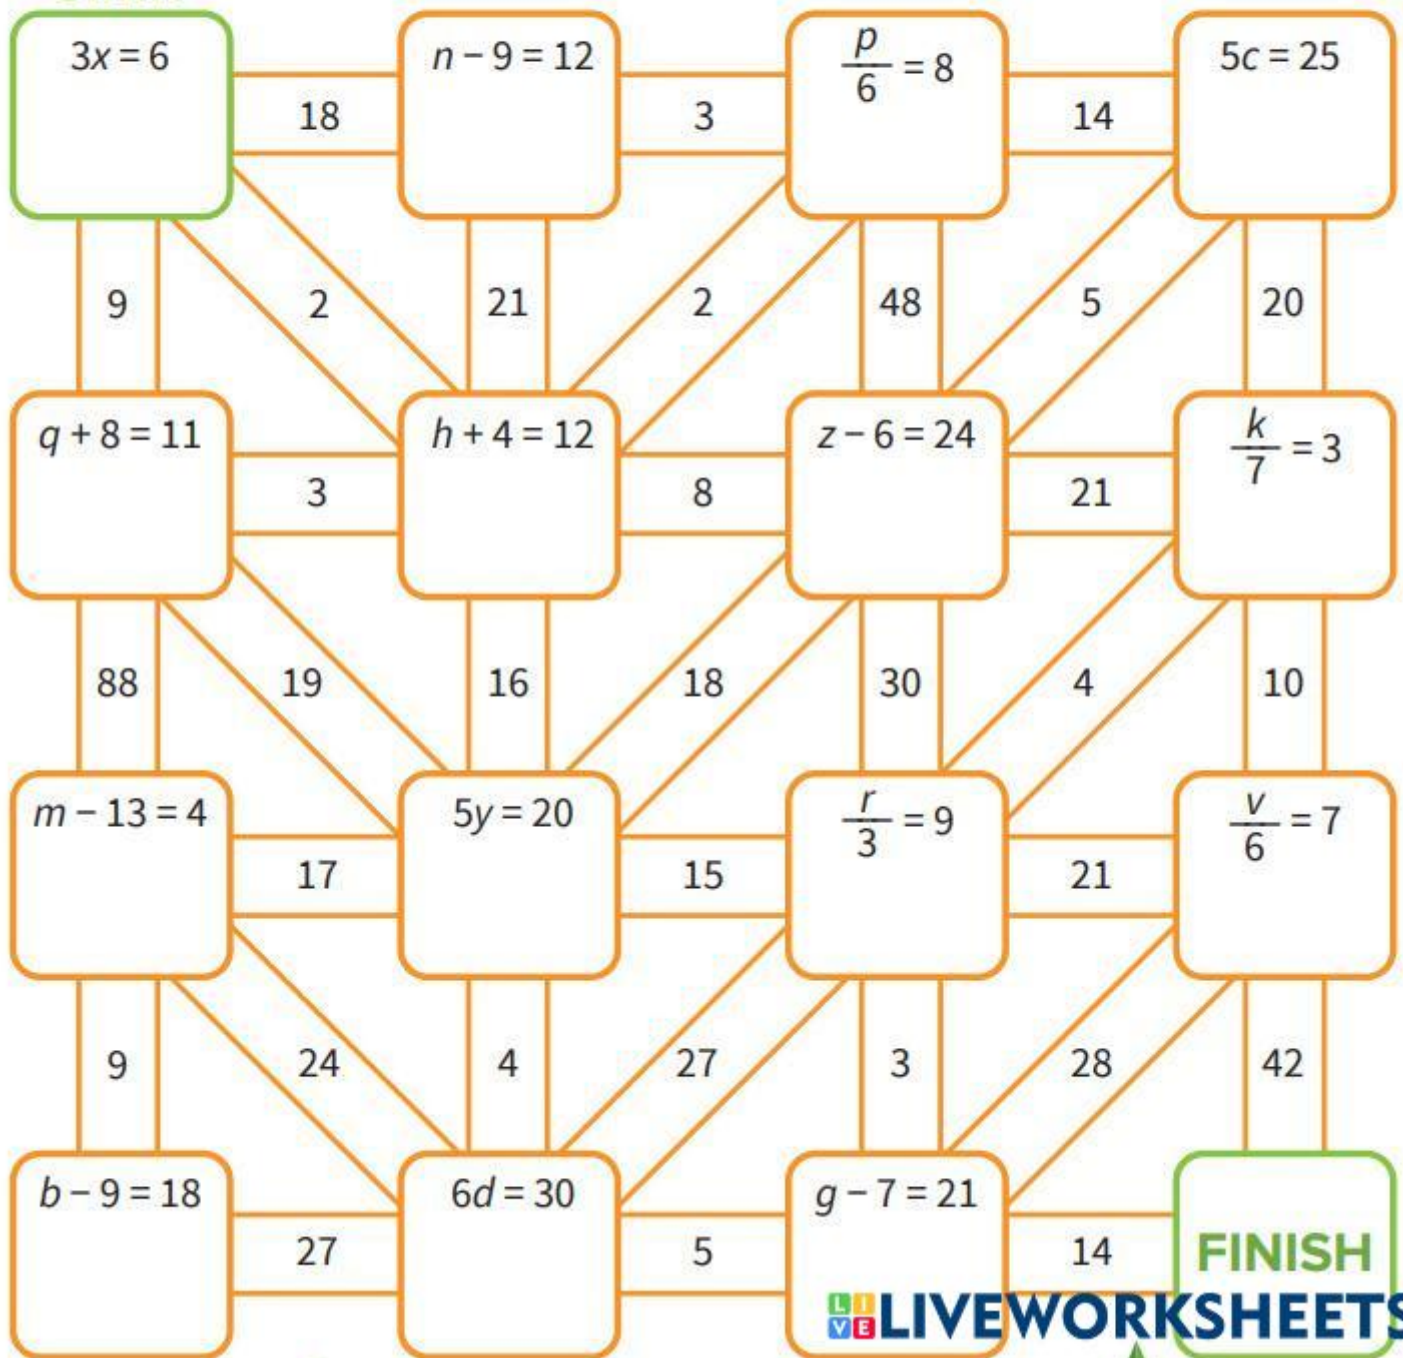 3x = 6
n − 9 = 12
p/6 = 8
5c = 25
18
3
14
9
2
21
2
48
5
20
q + 8 = 11
h + 4 = 12
z − 6 = 24
k/7 = 3
3
8
21
88
19
16
18
30
4
10
m − 13 = 4
5y = 20
r/3 = 9
v/6 = 7
17
15
21
9
24
4
27
3
28
42
b − 9 = 18
6d = 30
g − 7 = 21
FINISH
27
5
14
LIVE LIVEWORKSHEETS